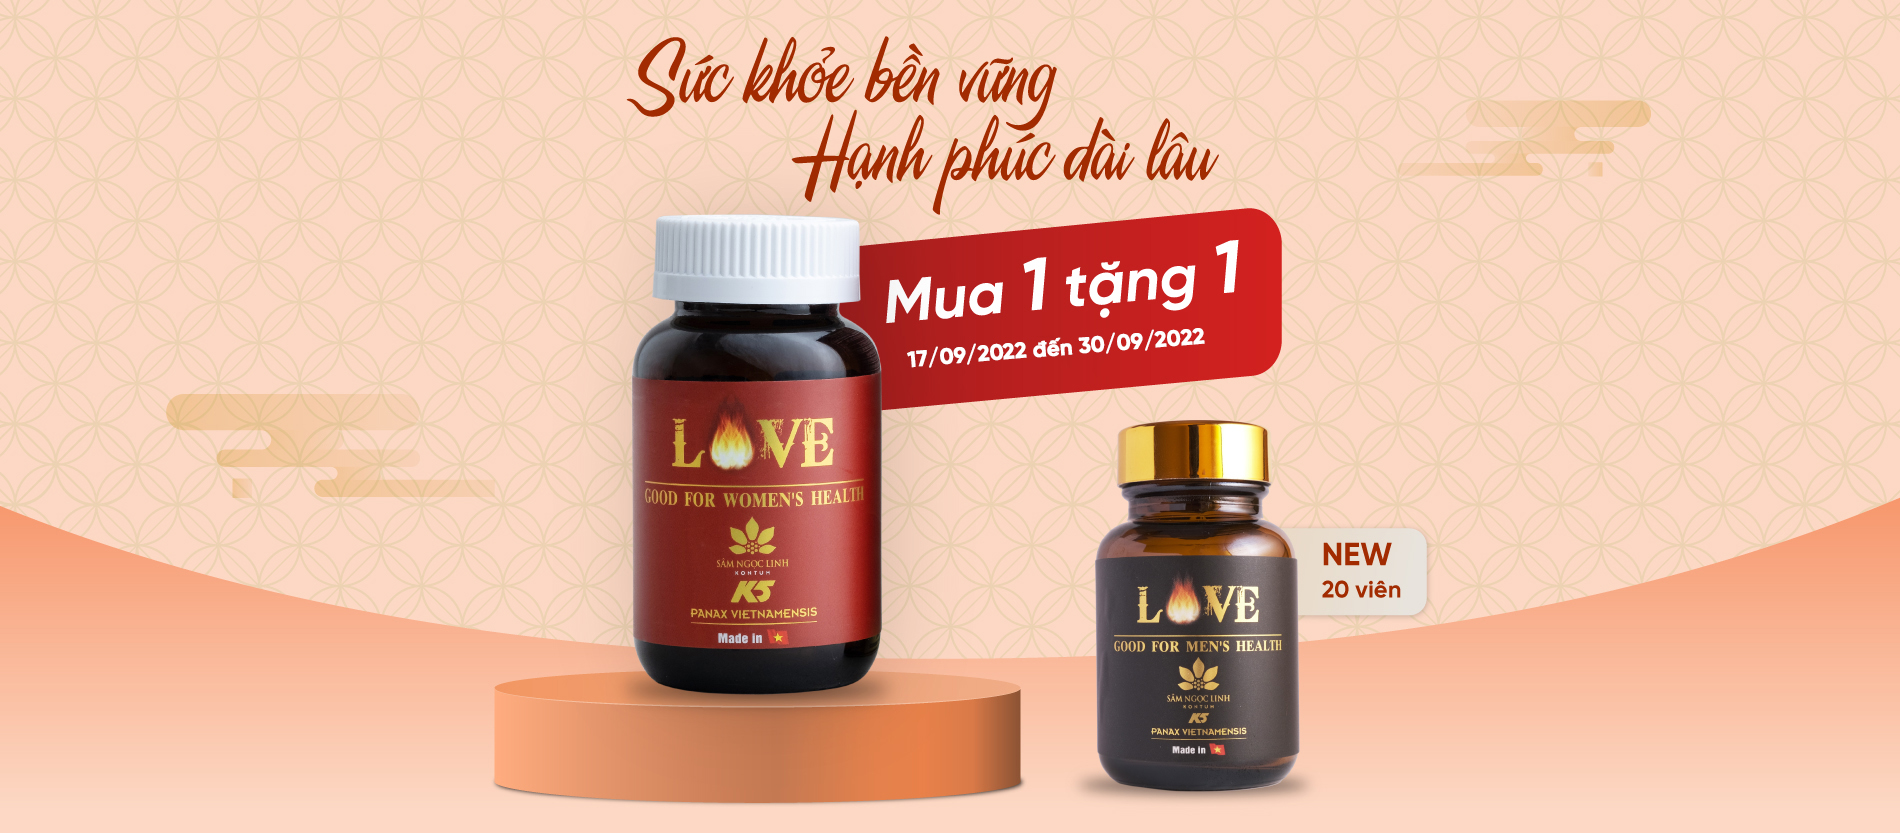 Sức khỏe bền vững
Hạnh phúc dài lâu
Mua 1 tặng 1
17/09/2022 đến 30/09/2022
LOVE
GOOD FOR WOMEN'S HEALTH
SÂM NGỌC LINH
KONTUM
K5
PANAX VIETNAMENSIS
Made in
NEW
20 viên
LOVE
GOOD FOR MEN'S HEALTH
SÂM NGỌC LINH
KONTUM
K5
PANAX VIETNAMENSIS
Made in